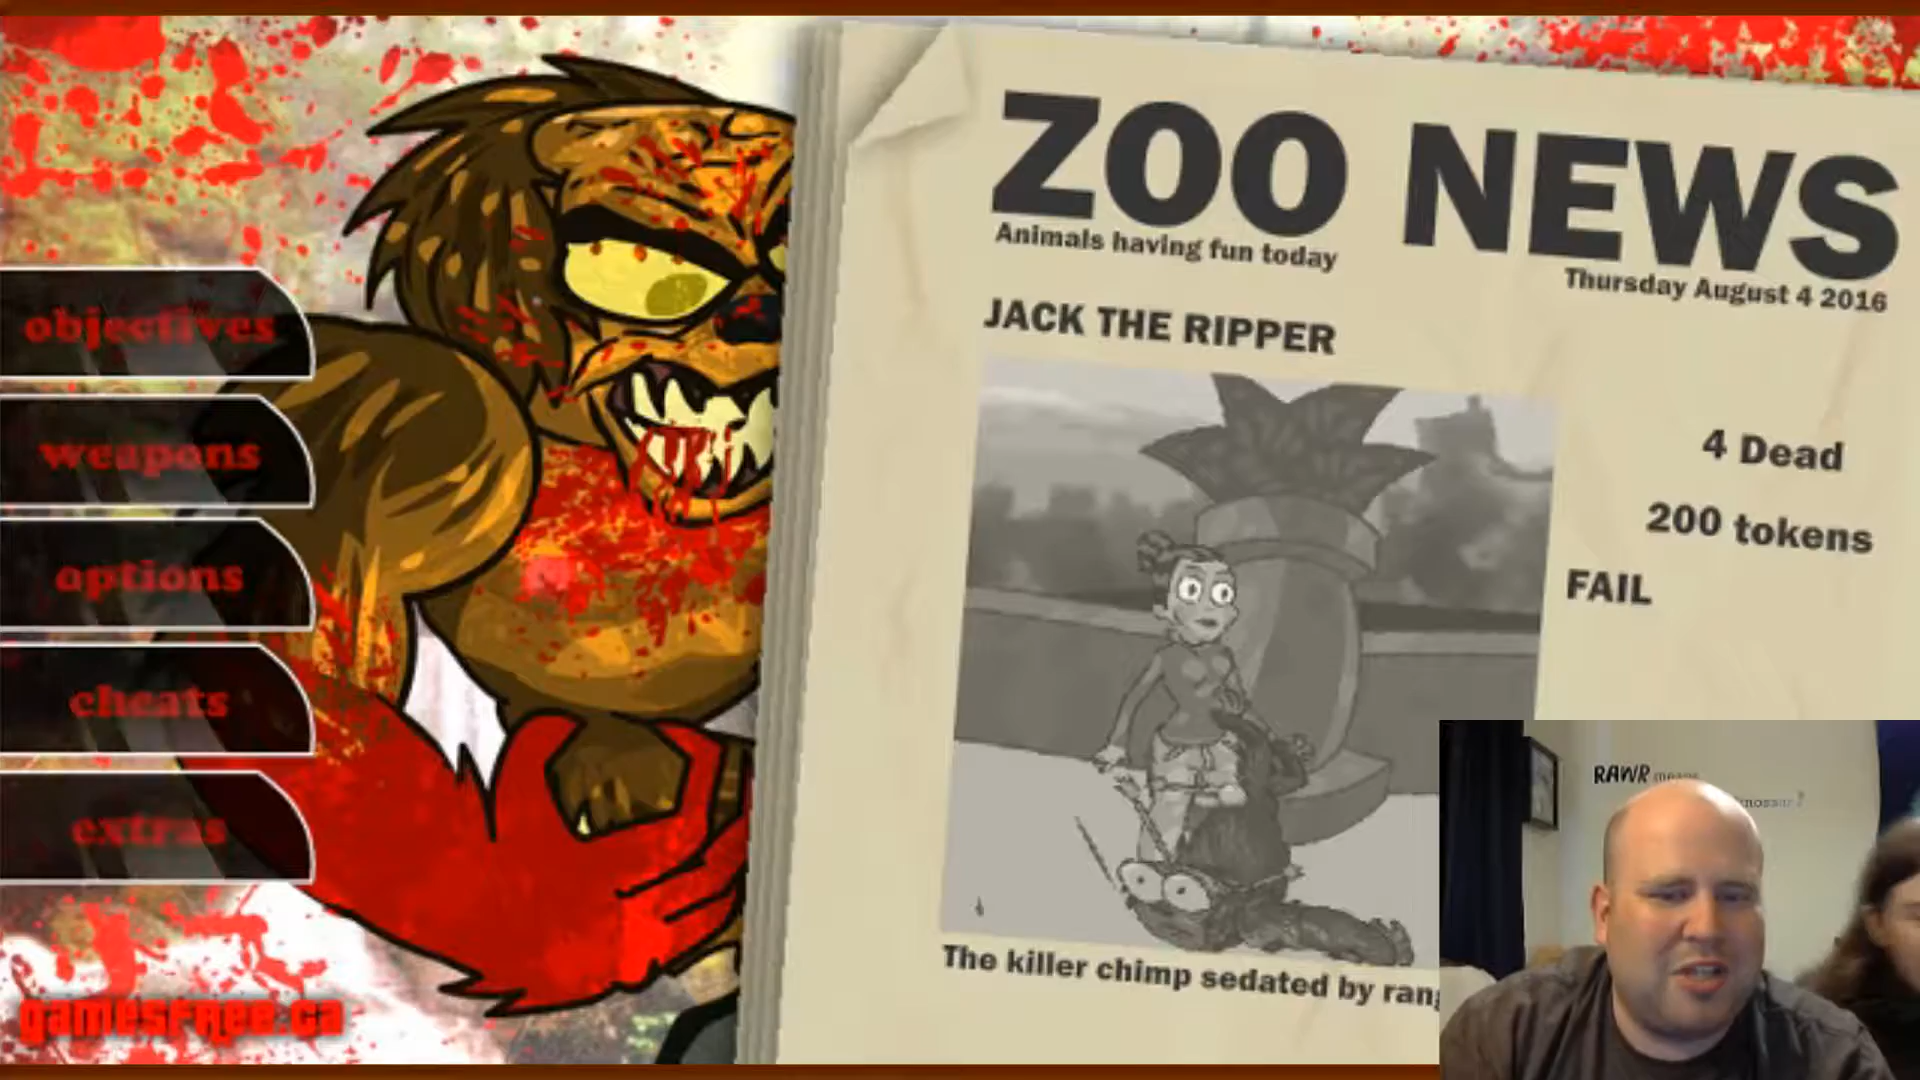 ZOO NEWS
Animals having fun today
Thursday August 4 2016
JACK THE RIPPER
4 Dead
200 tokens
FAIL
The killer chimp sedated by
objectives
weapons
options
cheats
extras
gamesfree.ca
RAWR means